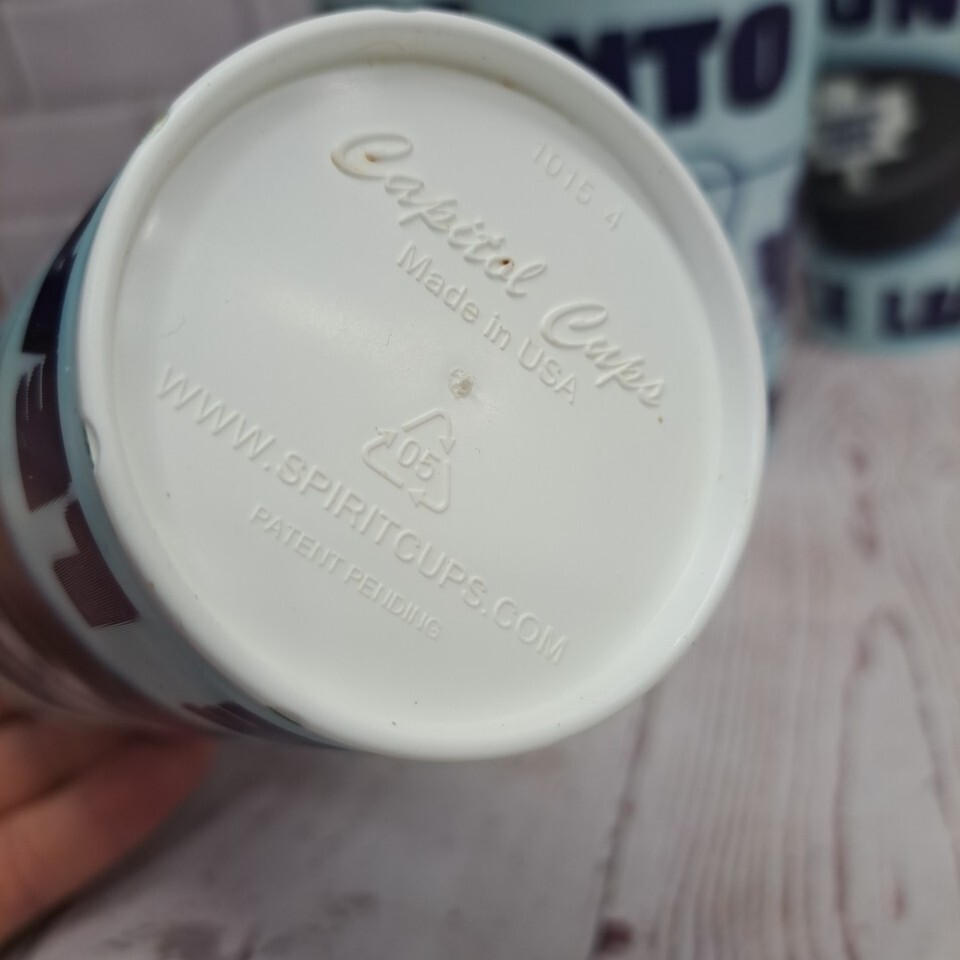 1015 4
Capitol Cups
Made in USA
05
WWW.SPIRITCUPS.COM
PATENT PENDING
NTO